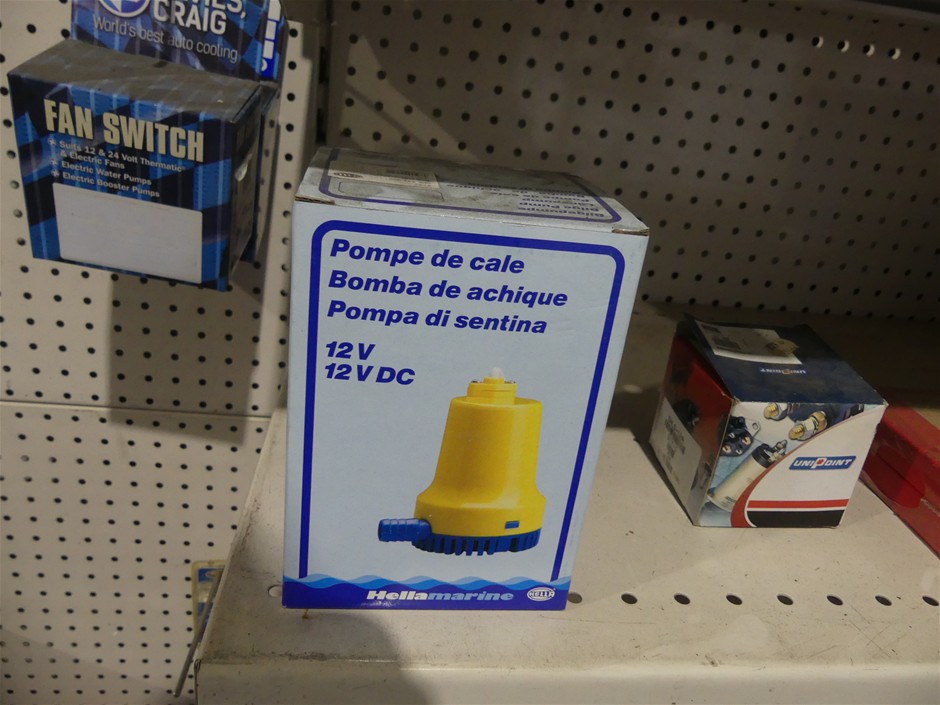 CRAIG
World's best auto cooling
FAN SWITCH
Suits 12 & 24 Volt Thermatic
& Electric Fans
Electric Water Pumps
Electric Booster Pumps
Pompe de cale
Bomba de achique
Pompa di sentina
12 V
12 V DC
Hellamarine
HELLA
UNIPOINT
UNIPOINT